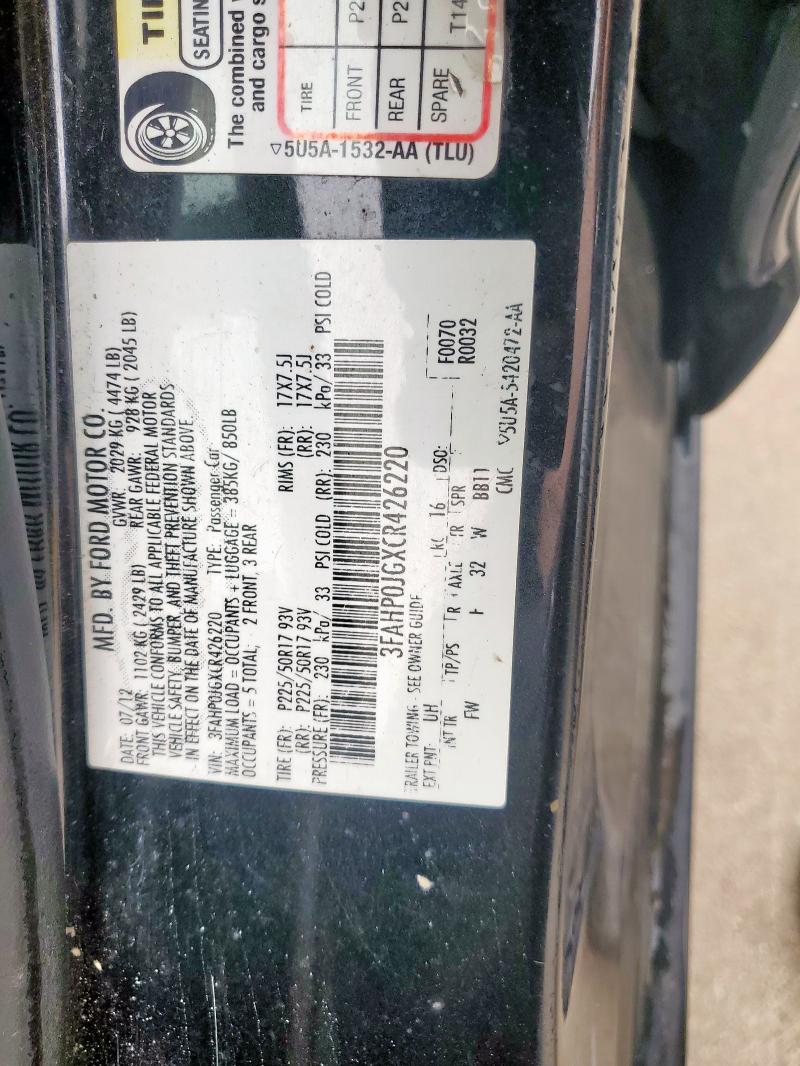 TIR
SEATIN
The combined w
and cargo s
TIRE
FRONT P2
REAR P2
SPARE T14
▽5U5A-1532-AA (TLU)
MFD. BY FORD MOTOR CO.
DATE: 07/12 GVWR: 2029 KG ( 4474 LB)
FRONT GAWR: 1102 KG ( 2429 LB) REAR GAWR: 928 KG ( 2045 LB)
THIS VEHICLE CONFORMS TO ALL APPLICABLE FEDERAL MOTOR
VEHICLE SAFETY, BUMPER, AND THEFT PREVENTION STANDARDS
IN EFFECT ON THE DATE OF MANUFACTURE SHOWN ABOVE.
VIN: 3FAHP0JGXCR426220 TYPE: Passenger Car
MAXIMUM LOAD = OCCUPANTS + LUGGAGE = 385KG/ 850LB
OCCUPANTS = 5 TOTAL; 2 FRONT, 3 REAR
TIRE (FR): P225/50R17 93V RIMS (FR): 17X7.5J
(RR): P225/50R17 93V (RR): 17X7.5J
PRESSURE (FR): 230 kPa/ 33 PSI COLD (RR): 230 kPa/ 33 PSI COLD
3FAHP0JGXCR426220
TRAILER TOWING - SEE OWNER GUIDE
EXT PNT: UH RC: 16 DSO: F0070
INT TR TP/PS R AXLE TR SPR R0032
FW 32 W BB11
CMC ▽5U5A-5420472-AA